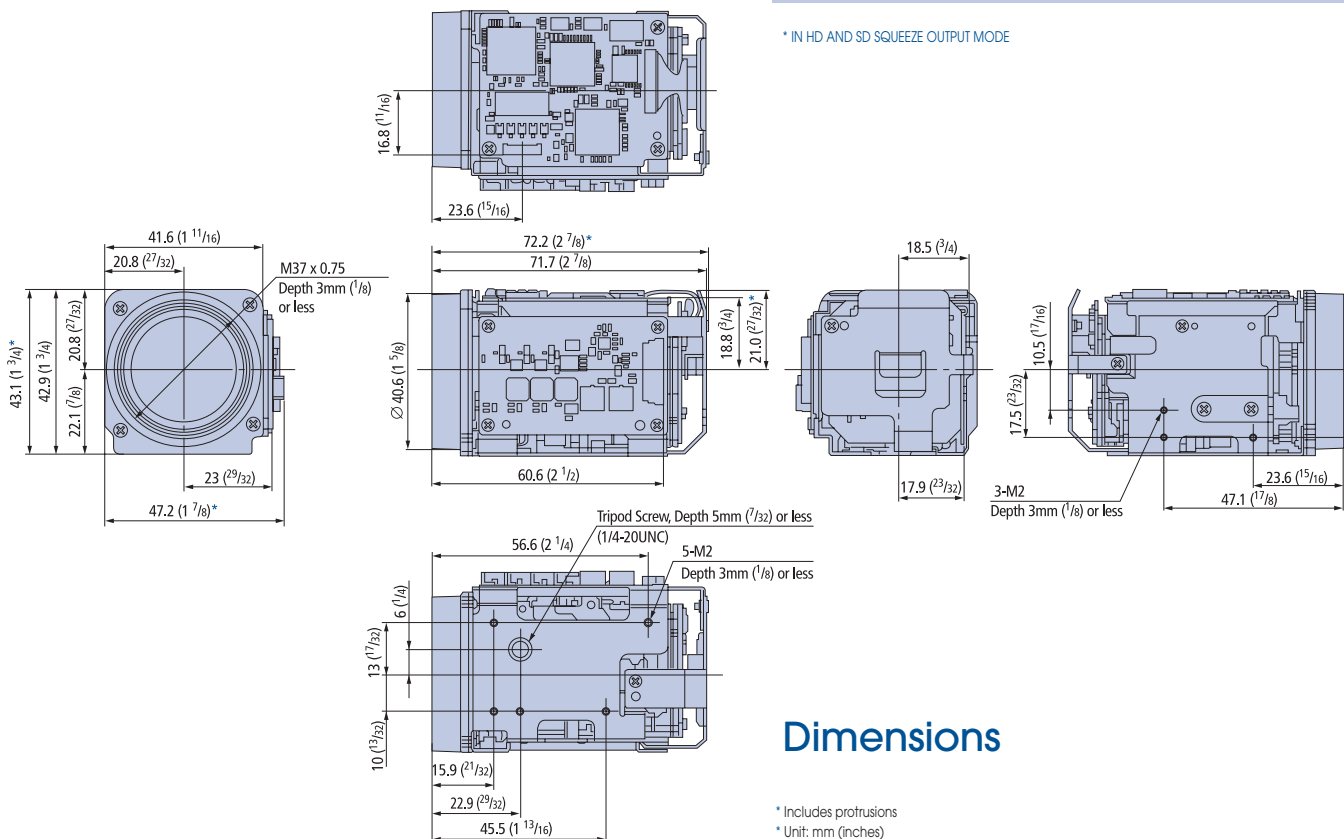 * IN HD AND SD SQUEEZE OUTPUT MODE
16.8 (11/16)
23.6 (15/16)
41.6 (1 11/16)
20.8 (27/32)
M37 x 0.75
Depth 3mm (1/8)
or less
43.1 (1 3/4)*
42.9 (1 3/4)
20.8 (27/32)
22.1 (7/8)
23 (29/32)
47.2 (1 7/8)*
72.2 (2 7/8)*
71.7 (2 7/8)
Ø 40.6 (1 5/8)
18.8 (3/4)
21.0 (27/32)*
60.6 (2 1/2)
18.5 (3/4)
17.9 (23/32)
10.5 (17/16)
17.5 (23/32)
3-M2
Depth 3mm (1/8) or less
23.6 (15/16)
47.1 (17/8)
Tripod Screw, Depth 5mm (7/32) or less
(1/4-20UNC)
56.6 (2 1/4)
5-M2
Depth 3mm (1/8) or less
6 (1/4)
13 (17/32)
10 (13/32)
15.9 (21/32)
22.9 (29/32)
45.5 (1 13/16)
Dimensions
* Includes protrusions
* Unit: mm (inches)